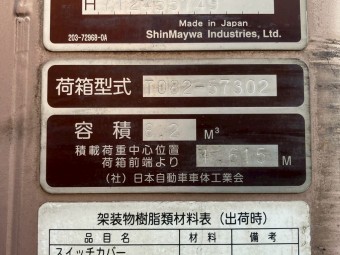 Made in Japan
203-72968-0A
ShinMaywa Industries, Ltd.
荷箱型式
容積 M³
積載荷重中心位置
荷箱前端より M
(社)日本自動車車体工業会
架装物樹脂類材料表(出荷時)
品目名 材料 備考
スイッチカバー